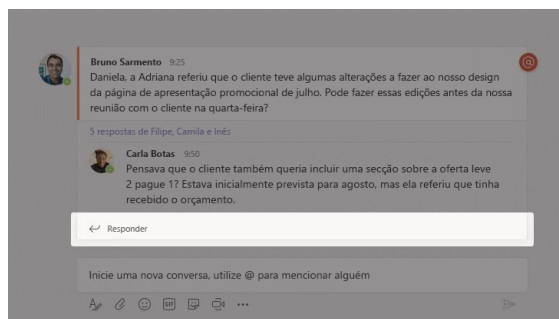 Bruno Sarmento 9:25
Daniela, a Adriana referiu que o cliente teve algumas alterações a fazer ao nosso design
da página de apresentação promocional de julho. Pode fazer essas edições antes da nossa
reunião com o cliente na quarta-feira?
5 respostas de Filipe, Camila e Inês
Carla Botas 9:50
Pensava que o cliente também queria incluir uma secção sobre a oferta leve
2 pague 1? Estava inicialmente prevista para agosto, mas ela referiu que tinha
recebido o orçamento.
Responder
Inicie uma nova conversa, utilize @ para mencionar alguém
GIF